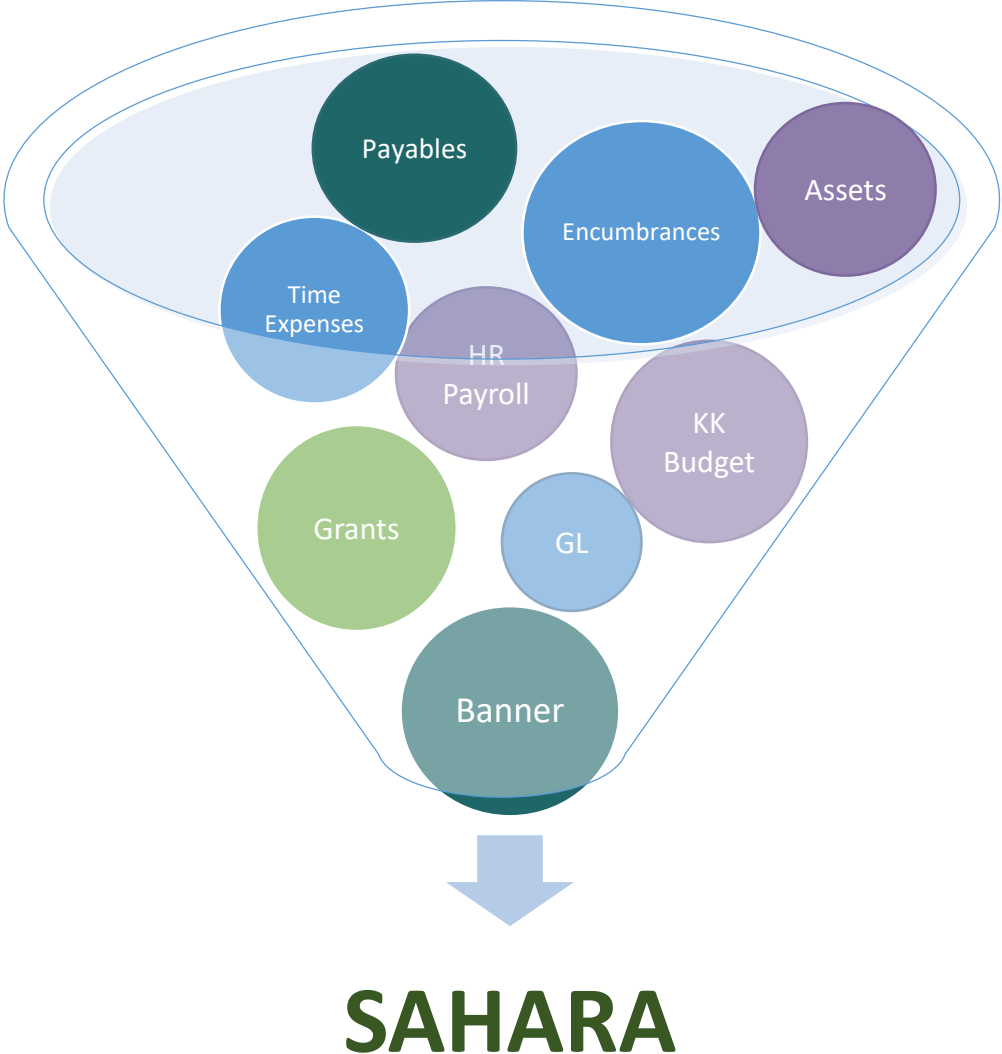 Payables
Assets
Encumbrances
Time
Expenses
HR
Payroll
KK
Budget
Grants
GL
Banner
SAHARA